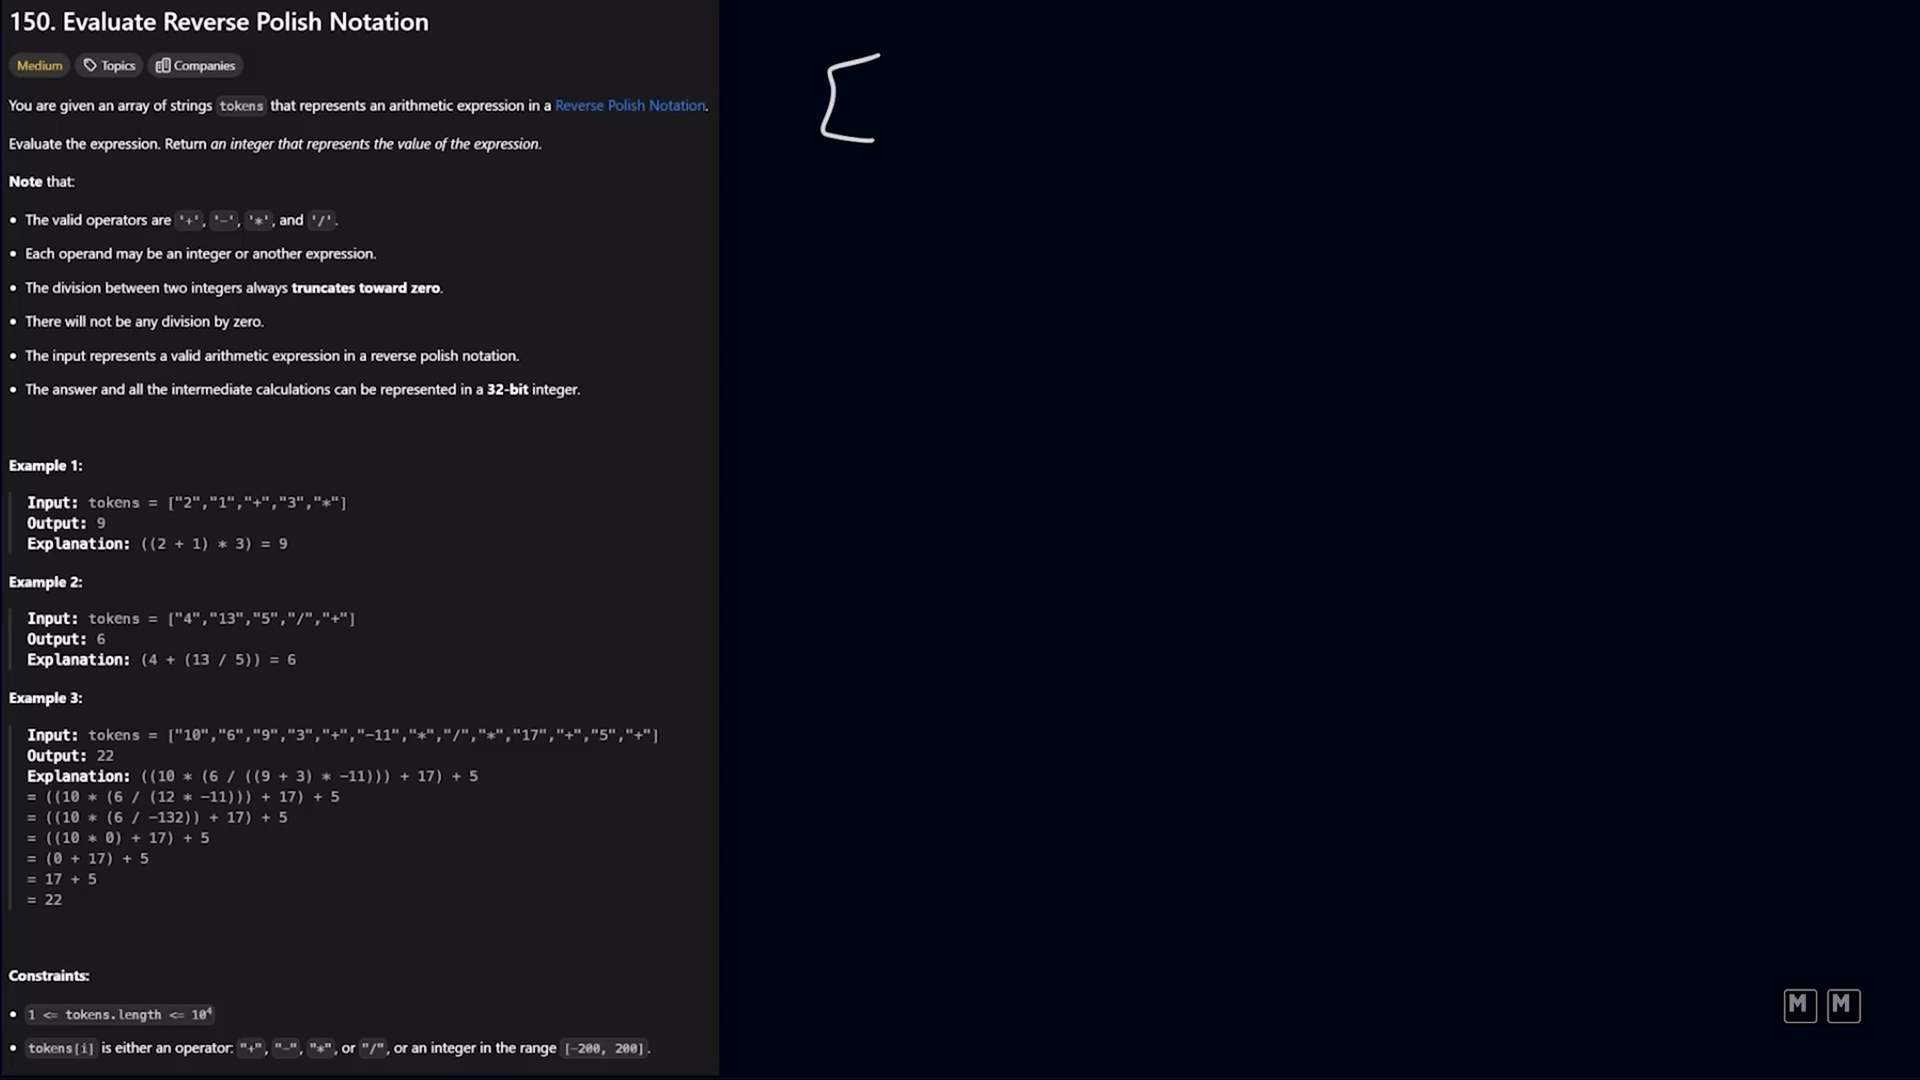 150. Evaluate Reverse Polish Notation
Medium Topics Companies
You are given an array of strings tokens that represents an arithmetic expression in a Reverse Polish Notation.
Evaluate the expression. Return an integer that represents the value of the expression.
Note that:
• The valid operators are '+', '-', '*', and '/'.
• Each operand may be an integer or another expression.
• The division between two integers always truncates toward zero.
• There will not be any division by zero.
• The input represents a valid arithmetic expression in a reverse polish notation.
• The answer and all the intermediate calculations can be represented in a 32-bit integer.
Example 1:
Input: tokens = ["2","1","+","3","*"]
Output: 9
Explanation: ((2 + 1) * 3) = 9
Example 2:
Input: tokens = ["4","13","5","/","+"]
Output: 6
Explanation: (4 + (13 / 5)) = 6
Example 3:
Input: tokens = ["10","6","9","3","+","-11","*","/","*","17","+","5","+"]
Output: 22
Explanation: ((10 * (6 / ((9 + 3) * -11))) + 17) + 5
= ((10 * (6 / (12 * -11))) + 17) + 5
= ((10 * (6 / -132)) + 17) + 5
= ((10 * 0) + 17) + 5
= (0 + 17) + 5
= 17 + 5
= 22
Constraints:
• 1 <= tokens.length <= 10⁴
• tokens[i] is either an operator: "+", "-", "*", or "/", or an integer in the range [-200, 200].
[
M M